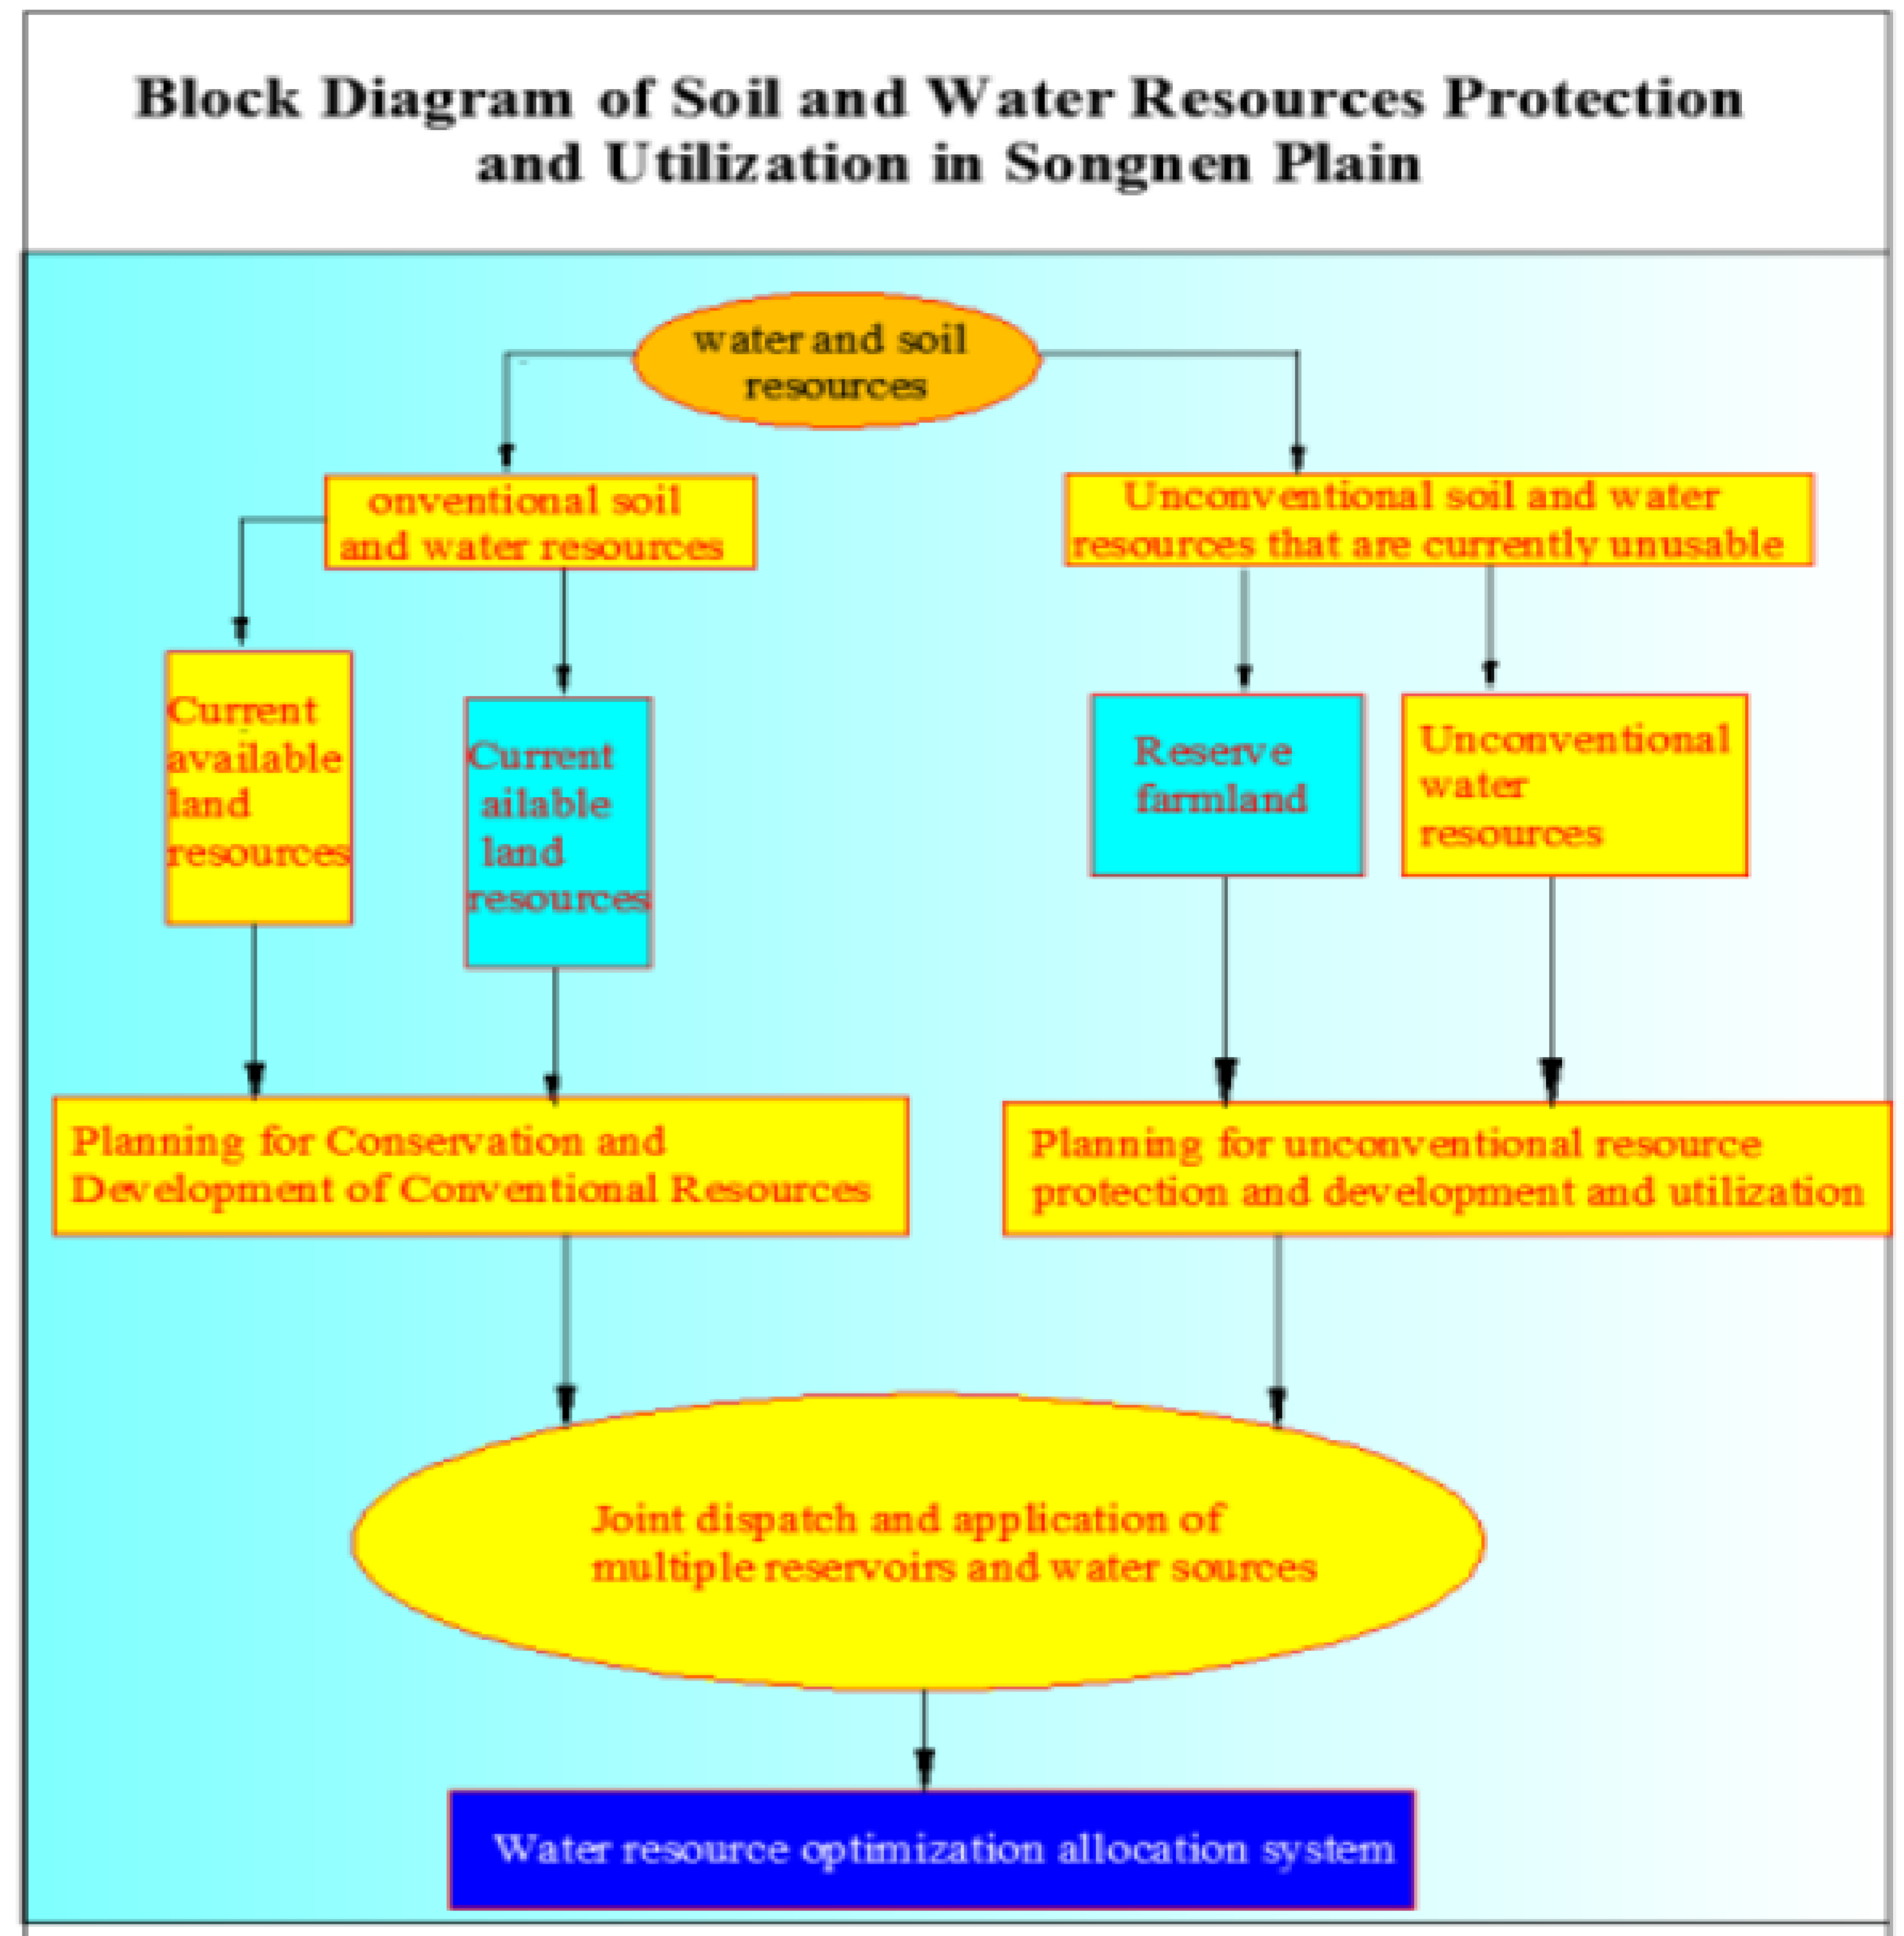 Block Diagram of Soil and Water Resources Protection
and Utilization in Songnen Plain
water and soil
resources
onventional soil
and water resources
Unconventional soil and water
resources that are currently unusable
Current
available
land
resources
Current
ailable
land
resources
Reserve
farmland
Unconventional
water
resources
Planning for Conservation and
Development of Conventional Resources
Planning for unconventional resource
protection and development and utilization
Joint dispatch and application of
multiple reservoirs and water sources
Water resource optimization allocation system